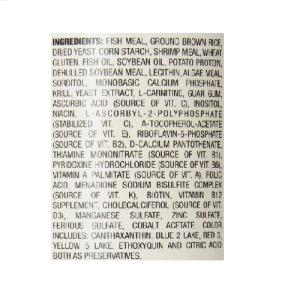 INGREDIENTS: FISH MEAL, GROUND BROWN RICE,
DRIED YEAST CORN STARCH, SHRIMP MEAL, WHEAT
GLUTEN. FISH OIL, SOYBEAN OIL. POTATO PROTEIN,
DEHULLED SOYBEAN MEAL, LECITHIN, ALGAE MEAL,
SORBITOL, MONOBASIC CALCIUM PHOSPHATE,
KRILL, YEAST EXTRACT, L-CARNITINE, GUAR GUM,
ASCORBIC ACID (SOURCE OF VIT. C), INOSITOL,
NIACIN, L-ASCORBYL-2-POLYPHOSPHATE
(STABILIZED VIT C), A-TOCOPHEROL-ACETATE
(SOURCE OF VIT. E), RIBOFLAVIN-5-PHOSPHATE
(SOURCE OF VIT. B2), D-CALCIUM PANTOTHENATE,
THIAMINE MONONITRATE (SOURCE OF VIT. B1),
PYRIDOXINE HYDROCHLORIDE (SOURCE OF VIT. B6),
VITAMIN A PALMITATE (SOURCE OF VIT. A), FOLIC
ACID, MENADIONE SODIUM BISULFITE COMPLEX
(SOURCE OF VIT. K), BIOTIN, VITAMIN B12
SUPPLEMENT, CHOLECALCIFEROL (SOURCE OF VIT.
D3), MANGANESE SULFATE, ZINC SULFATE,
FERROUS SULFATE, COBALT ACETATE COLOR
INCLUDES: CANTHAXANTHIN, BLUE 2 LAKE, RED 3,
YELLOW 5 LAKE. ETHOXYQUIN AND CITRIC ACID
BOTH AS PRESERVATIVES.